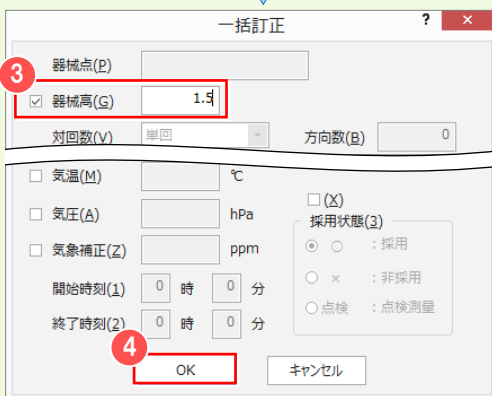 一括訂正 ? ×
器械点(P)
3
器械高(G) 1.5
対回数(V) 単回 方向数(B) 0
気温(M) ℃
気圧(A) hPa (X)
採用状態(3)
気象補正(Z) ppm ○ : 採用
開始時刻(1) 0 時 0 分 × : 非採用
終了時刻(2) 0 時 0 分 点検 : 点検測量
4
OK キャンセル